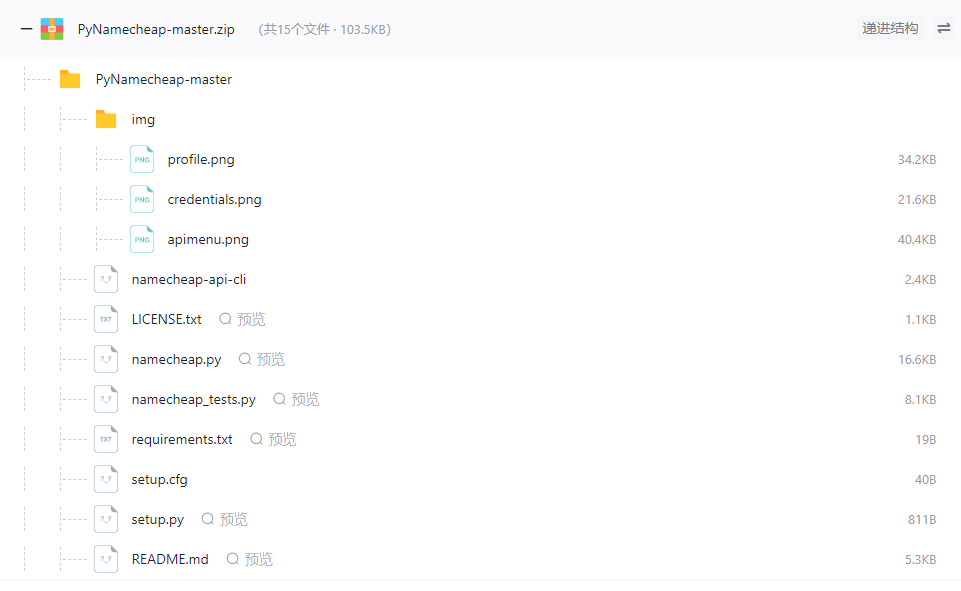 PyNamecheap-master.zip (共15个文件 · 103.5KB) 递进结构
PyNamecheap-master
img
PNG profile.png 34.2KB
PNG credentials.png 21.6KB
PNG apimenu.png 40.4KB
?_? namecheap-api-cli 2.4KB
TXT LICENSE.txt 预览 1.1KB
?_? namecheap.py 预览 16.6KB
?_? namecheap_tests.py 预览 8.1KB
TXT requirements.txt 预览 19B
?_? setup.cfg 40B
?_? setup.py 预览 811B
?_? README.md 预览 5.3KB